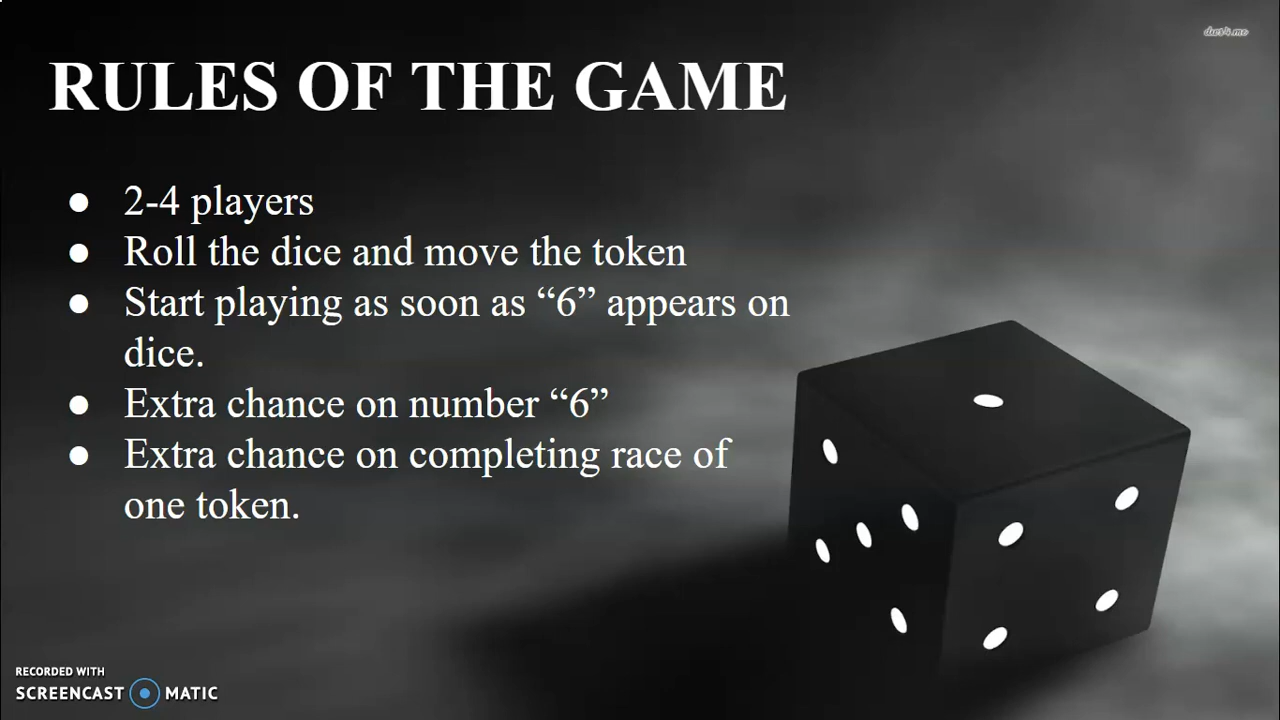 RULES OF THE GAME
● 2-4 players
● Roll the dice and move the token
● Start playing as soon as “6” appears on
dice.
● Extra chance on number “6”
● Extra chance on completing race of
one token.
RECORDED WITH
SCREENCAST MATIC